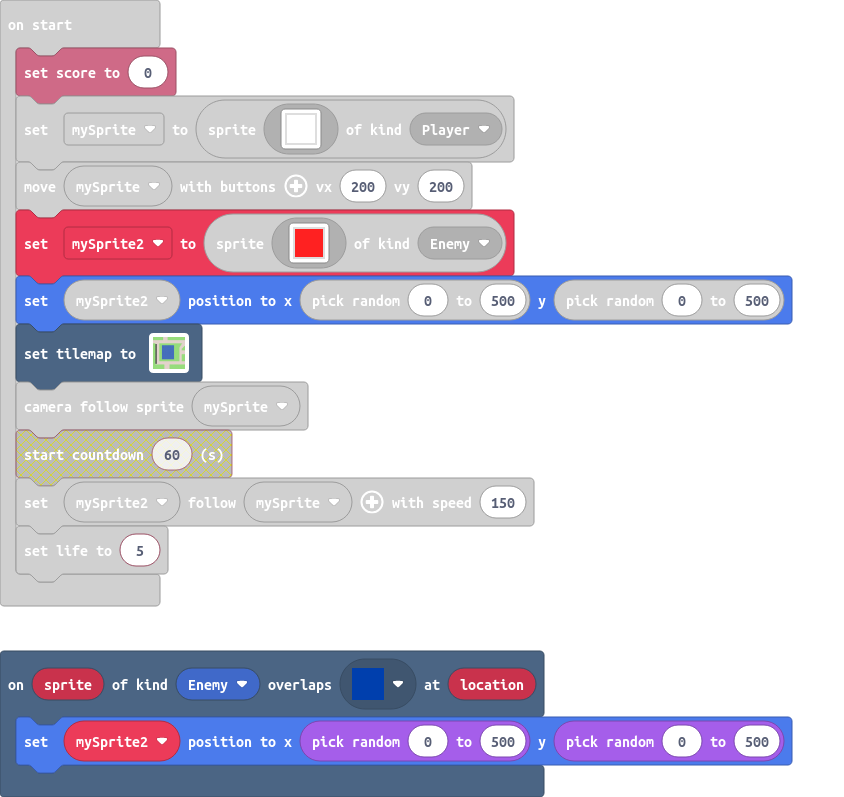 on start
set score to 0
set mySprite to sprite of kind Player
move mySprite with buttons vx 200 vy 200
set mySprite2 to sprite of kind Enemy
set mySprite2 position to x pick random 0 to 500 y pick random 0 to 500
set tilemap to
camera follow sprite mySprite
start countdown 60 (s)
set mySprite2 follow mySprite with speed 150
set life to 5
on sprite of kind Enemy overlaps at location
set mySprite2 position to x pick random 0 to 500 y pick random 0 to 500